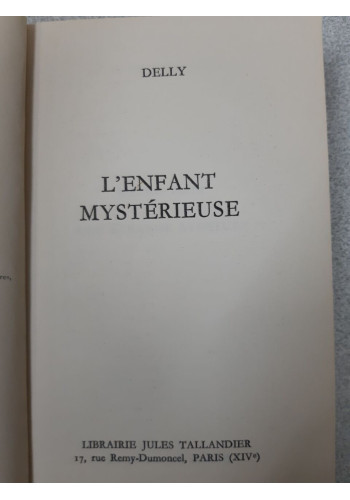 DELLY
L'ENFANT
MYSTÉRIEUSE
LIBRAIRIE JULES TALLANDIER
17, rue Remy-Dumoncel, PARIS (XIVe)